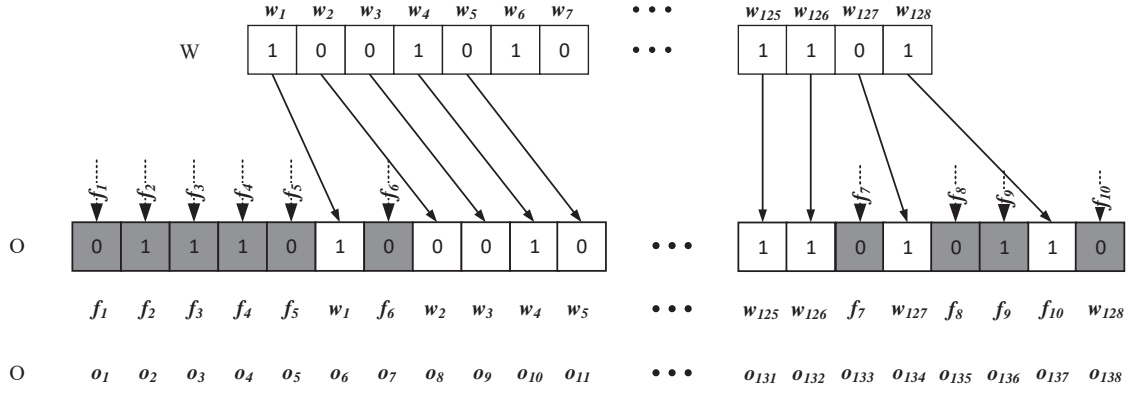 w1 w2 w3 w4 w5 w6 w7 ••• w125 w126 w127 w128
W 1 0 0 1 0 1 0 ••• 1 1 0 1
f1 f2 f3 f4 f5 f6 f7 f8 f9 f10
O 0 1 1 1 0 1 0 0 0 1 0 ••• 1 1 0 1 0 1 1 0
f1 f2 f3 f4 f5 w1 f6 w2 w3 w4 w5 ••• w125 w126 f7 w127 f8 f9 f10 w128
O o1 o2 o3 o4 o5 o6 o7 o8 o9 o10 o11 ••• o131 o132 o133 o134 o135 o136 o137 o138